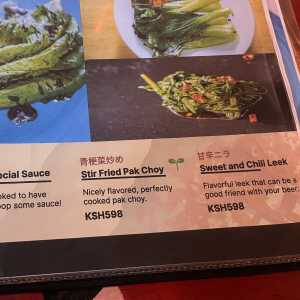 ecial Sauce
oked to have
oop some sauce!
青梗菜炒め
Stir Fried Pak Choy
Nicely flavored, perfectly
cooked pak choy.
KSH598
甘辛ニラ
Sweet and Chili Leek
Flavorful leek that can be a
good friend with your beer
KSH598